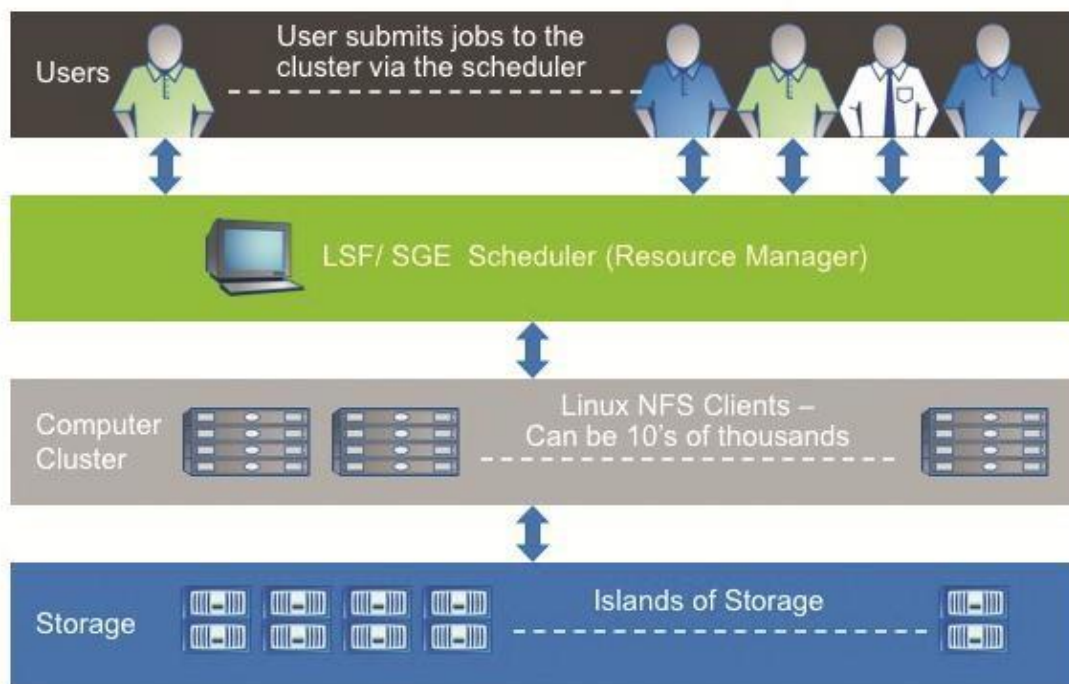 Users
User submits jobs to the
cluster via the scheduler
LSF/ SGE  Scheduler (Resource Manager)
Computer
Cluster
Linux NFS Clients –
Can be 10's of thousands
Storage
Islands of Storage